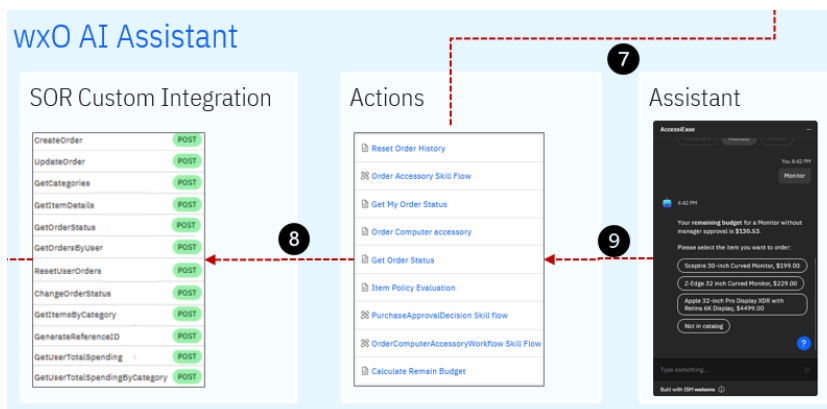 wxO AI Assistant
7
SOR Custom Integration
CreateOrder POST
UpdateOrder POST
GetCategories POST
GetItemDetails POST
GetOrderStatus POST
GetOrdersByUser POST
ResetUserOrders POST
ChangeOrderStatus POST
GetItemsByCategory POST
GenerateReferenceID POST
GetUserTotalSpending POST
GetUserTotalSpendingByCategory POST
8
Actions
Reset Order History
Order Accessory Skill Flow
Get My Order Status
Order Computer accessory
Get Order Status
Item Policy Evaluation
PurchaseApprovalDecision Skill flow
OrderComputerAccessoryWorkflow Skill Flow
Calculate Remain Budget
9
Assistant
AccessiEase
You 4:42 PM
Monitor
4:42 PM
Your remaining budget for a Monitor without
manager approval is $130.53.
Please select the item you want to order:
Sceptre 30-inch Curved Monitor, $199.00
Z-Edge 32 inch Curved Monitor, $229.00
Apple 32-inch Pro Display XDR with
Retina 6K Display, $4499.00
Not in catalog
?
Type something...
Built with IBM watsonx